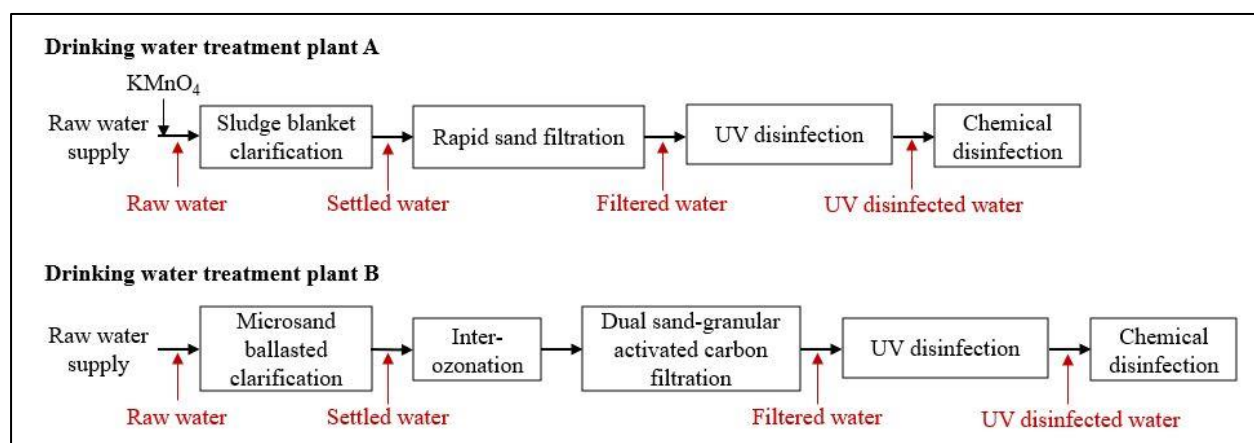 Drinking water treatment plant A
KMnO₄
Raw water
supply
Sludge blanket
clarification
Rapid sand filtration
UV disinfection
Chemical
disinfection
Raw water
Settled water
Filtered water
UV disinfected water
Drinking water treatment plant B
Raw water
supply
Microsand
ballasted
clarification
Inter-
ozonation
Dual sand-granular
activated carbon
filtration
UV disinfection
Chemical
disinfection
Raw water
Settled water
Filtered water
UV disinfected water